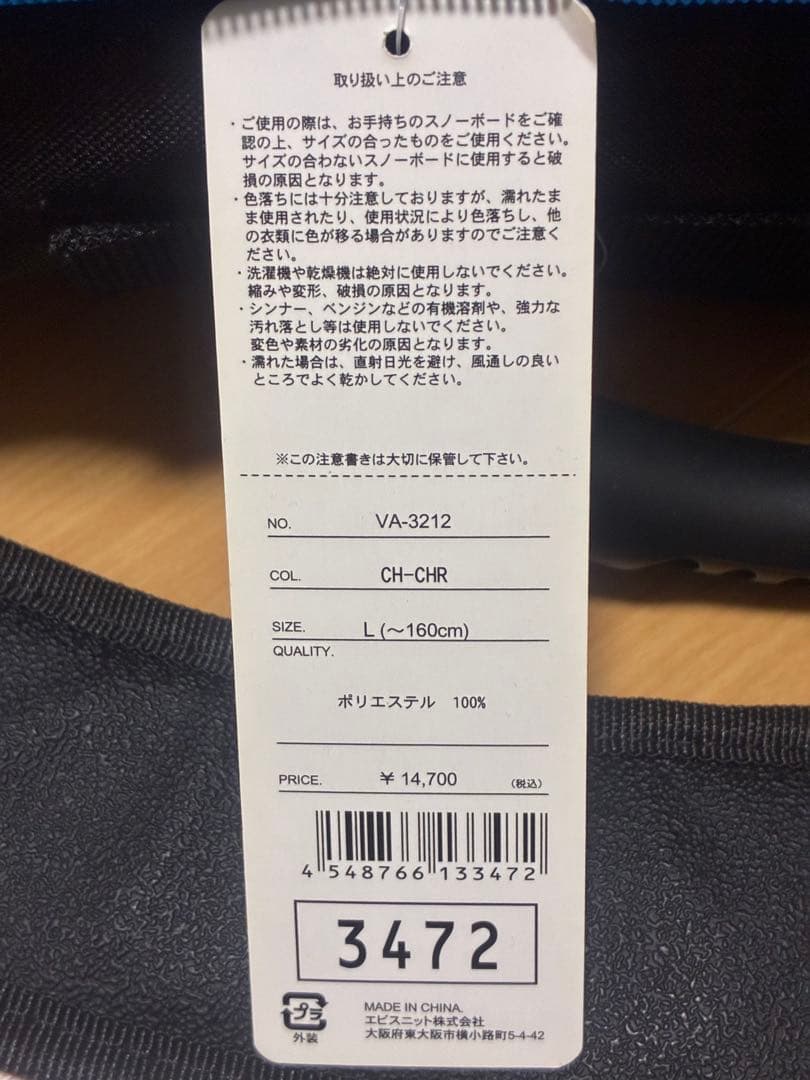 取り扱い上のご注意
・ご使用の際は、お手持ちのスノーボードをご確
認の上、サイズの合ったものをご使用ください。
サイズの合わないスノーボードに使用すると破
損の原因となります。
・色落ちには十分注意しておりますが、濡れたま
ま使用されたり、使用状況により色落ちし、他
の衣類に色が移る場合がありますのでご注意く
ださい。
・洗濯機や乾燥機は絶対に使用しないでください。
縮みや変形、破損の原因となります。
・シンナー、ベンジンなどの有機溶剤や、強力な
汚れ落とし等は使用しないでください。
変色や素材の劣化の原因となります。
・濡れた場合は、直射日光を避け、風通しの良い
ところでよく乾かしてください。
※この注意書きは大切に保管して下さい。
NO. VA-3212
COL. CH-CHR
SIZE. L (～160cm)
QUALITY.
ポリエステル 100%
PRICE. ¥ 14,700 (税込)
4 548766 133472
3472
プラ
外装
MADE IN CHINA.
エビスニット株式会社
大阪府東大阪市横小路町5-4-42